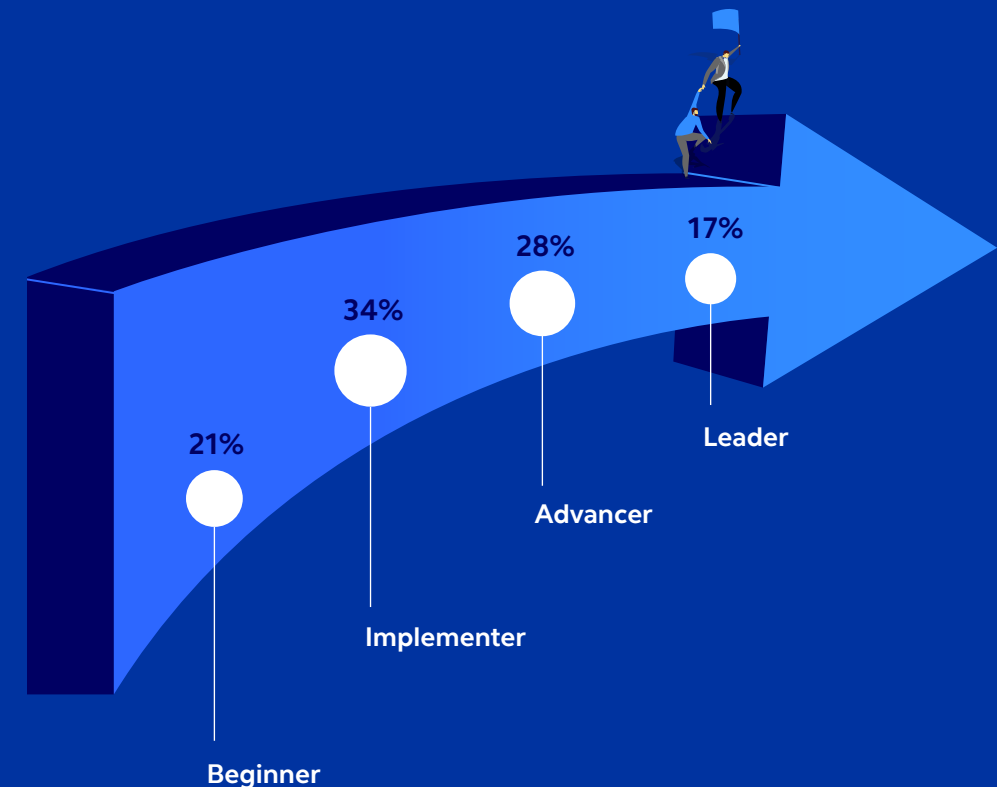 17%
28%
34%
21%
Leader
Advancer
Implementer
Beginner